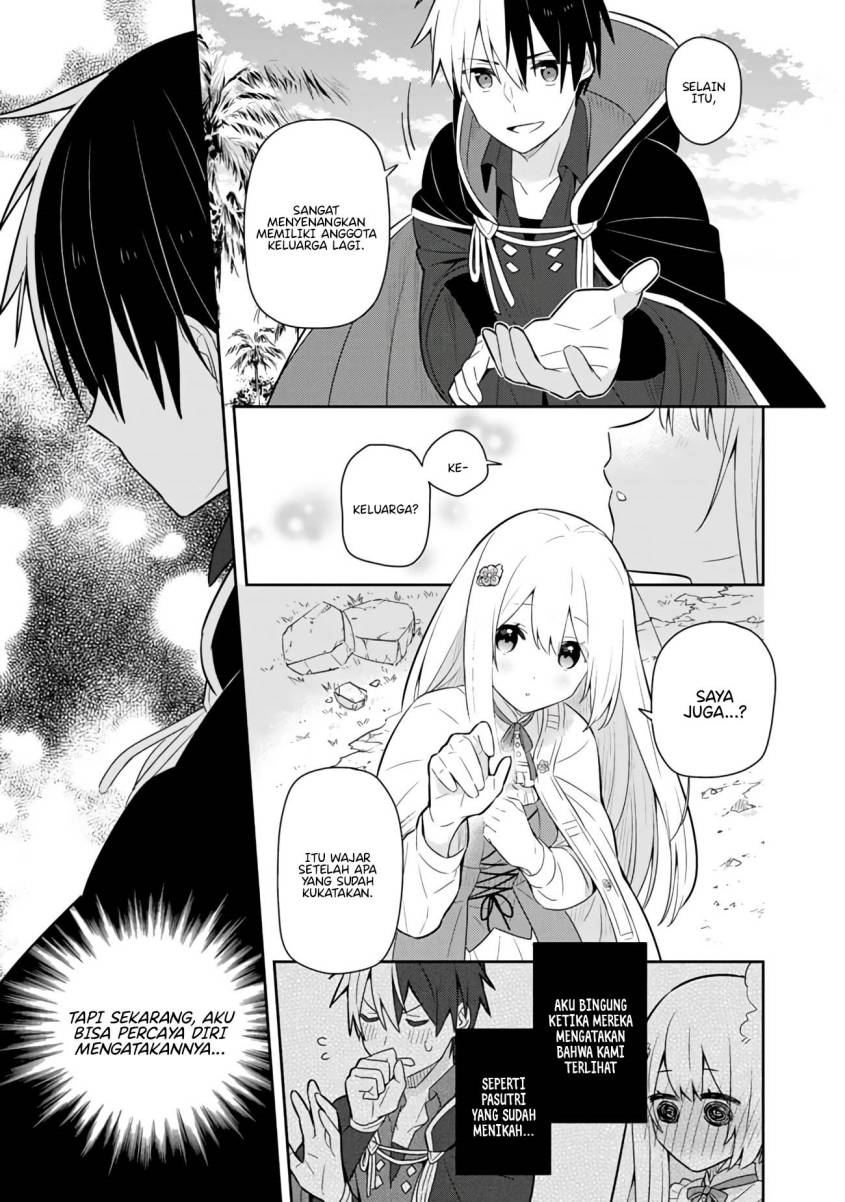 SELAIN
ITU,
SANGAT
MENYENANGKAN
MEMILIKI ANGGOTA
KELUARGA LAGI.
KE-
KELUARGA?
SAYA
JUGA...?
ITU WAJAR
SETELAH APA
YANG SUDAH
KUKATAKAN.
AKU BINGUNG
KETIKA MEREKA
MENGATAKAN
BAHWA KAMI
TERLIHAT
SEPERTI
PASUTRI
YANG SUDAH
MENIKAH...
TAPI SEKARANG, AKU
BISA PERCAYA DIRI
MENGATAKANNYA...